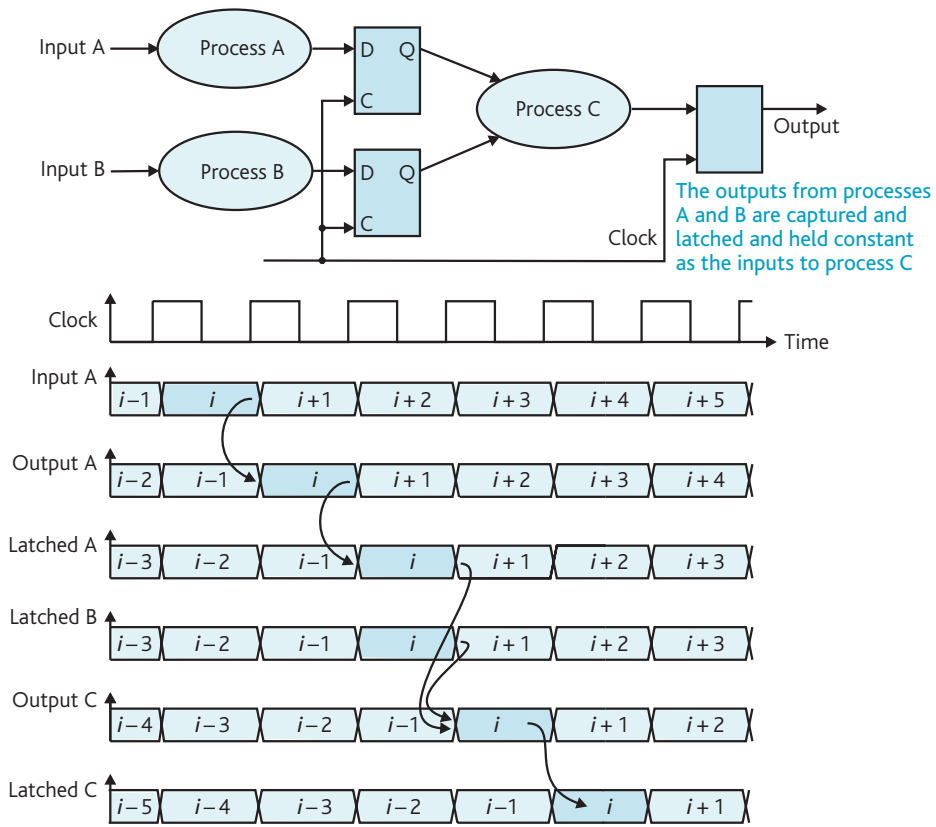 Input A
Process A
D Q
C
Process C
Output
Input B
Process B
D Q
C
Clock
The outputs from processes
A and B are captured and
latched and held constant
as the inputs to process C
Clock
Time
Input A
i–1 i i+1 i+2 i+3 i+4 i+5
Output A
i–2 i–1 i i+1 i+2 i+3 i+4
Latched A
i–3 i–2 i–1 i i+1 i+2 i+3
Latched B
i–3 i–2 i–1 i i+1 i+2 i+3
Output C
i–4 i–3 i–2 i–1 i i+1 i+2
Latched C
i–5 i–4 i–3 i–2 i–1 i i+1